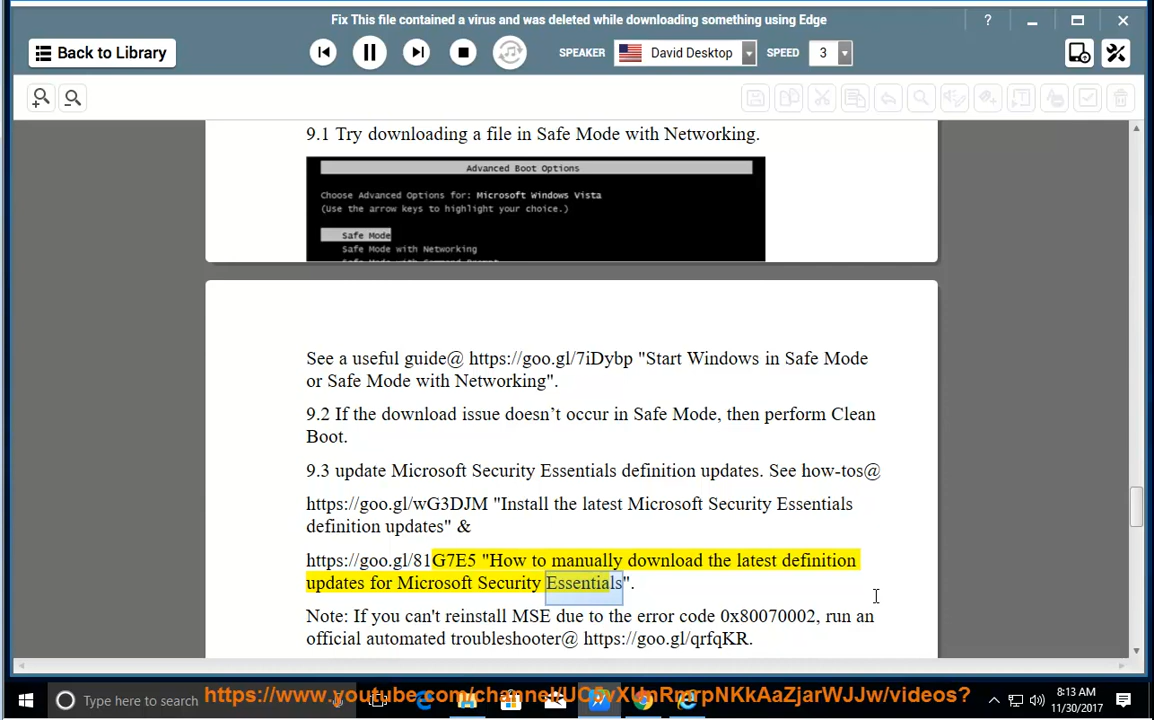 Fix This file contained a virus and was deleted while downloading something using Edge
Back to Library
SPEAKER
David Desktop
SPEED
3
9.1 Try downloading a file in Safe Mode with Networking.
Advanced Boot Options
Choose Advanced Options for: Microsoft Windows Vista
(Use the arrow keys to highlight your choice.)
Safe Mode
Safe Mode with Networking
See a useful guide@ https://goo.gl/7iDybp "Start Windows in Safe Mode
or Safe Mode with Networking".
9.2 If the download issue doesn’t occur in Safe Mode, then perform Clean
Boot.
9.3 update Microsoft Security Essentials definition updates. See how-tos@
https://goo.gl/wG3DJM "Install the latest Microsoft Security Essentials
definition updates" &
https://goo.gl/81G7E5 "How to manually download the latest definition
updates for Microsoft Security Essentials".
Note: If you can't reinstall MSE due to the error code 0x80070002, run an
official automated troubleshooter@ https://goo.gl/qrfqKR.
Type here to search
8:13 AM
11/30/2017